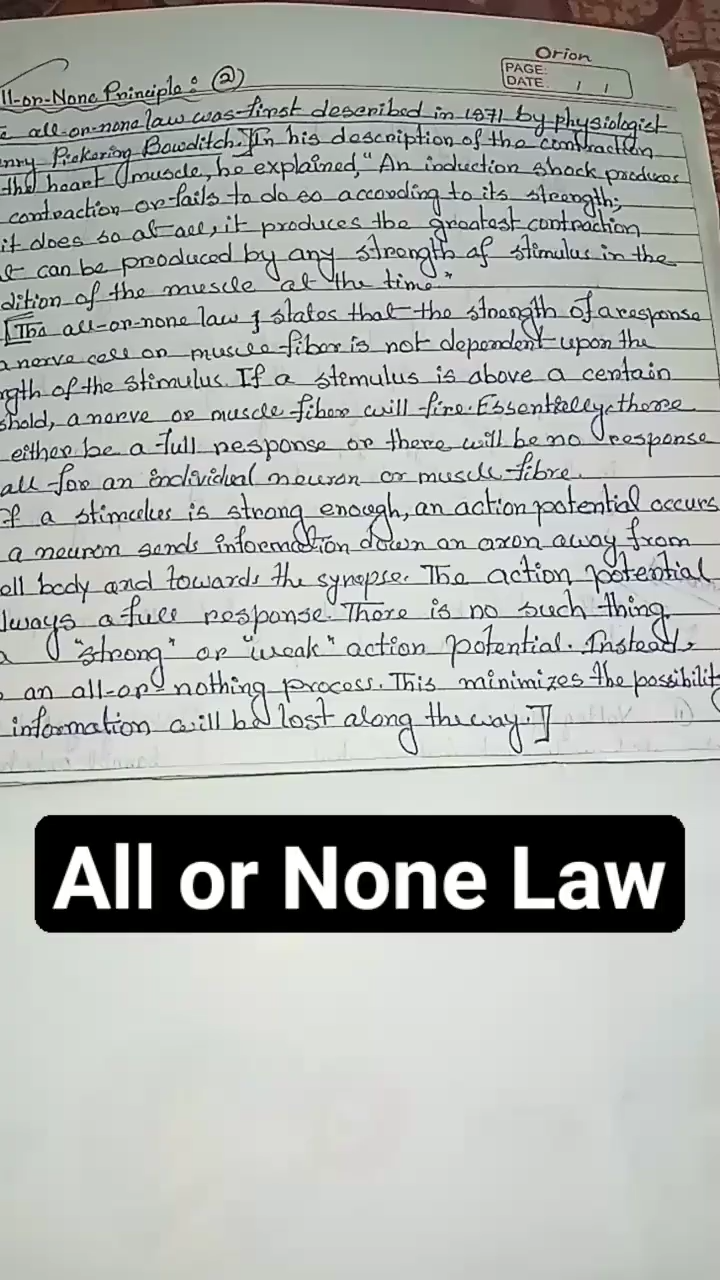 Orion
PAGE:
DATE: / /
ll-or-None Principle: (2)
e all-or-none law was first described in 1871 by physiologist
enry Pickering Bowditch.] In his description of the contraction
the heart muscle, he explained, "An induction shock produces
contraction or fails to do so according to its strength;
it does so at all, it produces the greatest contraction
t can be produced by any strength of stimulus in the
dition of the muscle at the time"
[The all-or-none law states that the strength of a response
a nerve cell or muscle fiber is not dependent upon the
ngth of the stimulus. If a stimulus is above a certain
shold, a nerve or muscle fiber will fire. Essentially, there
either be a full response or there will be no response
all for an individual neuron or muscle fibre.
If a stimulus is strong enough, an action potential occurs
a neuron sends information down an axon away from
ell body and towards the synapse. The action potential
lways a full response. There is no such thing
a "strong" or "weak" action potential. Instead,
an all-or-nothing process. This minimizes the possibilit
information will be lost along the way.]
All or None Law